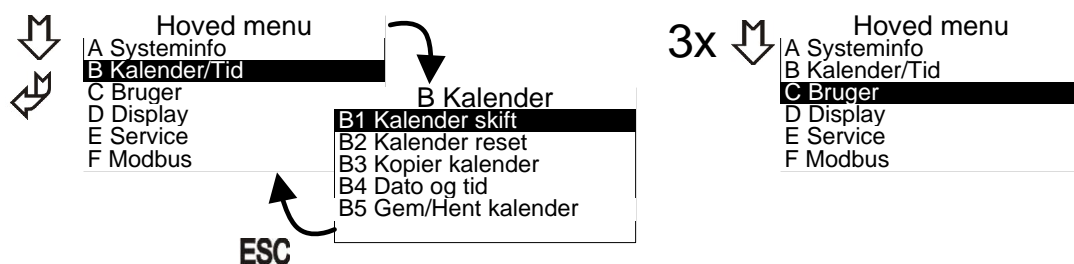 Hoved menu
A Systeminfo
B Kalender/Tid
C Bruger
D Display
E Service
F Modbus
B Kalender
B1 Kalender skift
B2 Kalender reset
B3 Kopier kalender
B4 Dato og tid
B5 Gem/Hent kalender
ESC
3x
Hoved menu
A Systeminfo
B Kalender/Tid
C Bruger
D Display
E Service
F Modbus